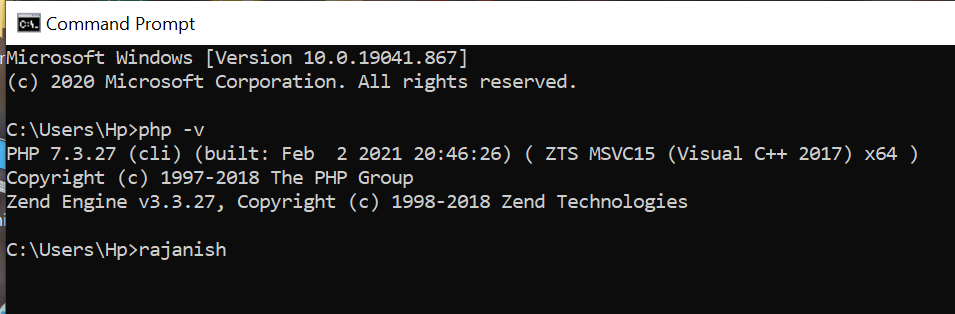 Command Prompt
Microsoft Windows [Version 10.0.19041.867]
(c) 2020 Microsoft Corporation. All rights reserved.
C:\Users\Hp>php -v
PHP 7.3.27 (cli) (built: Feb  2 2021 20:46:26) ( ZTS MSVC15 (Visual C++ 2017) x64 )
Copyright (c) 1997-2018 The PHP Group
Zend Engine v3.3.27, Copyright (c) 1998-2018 Zend Technologies
C:\Users\Hp>rajanish